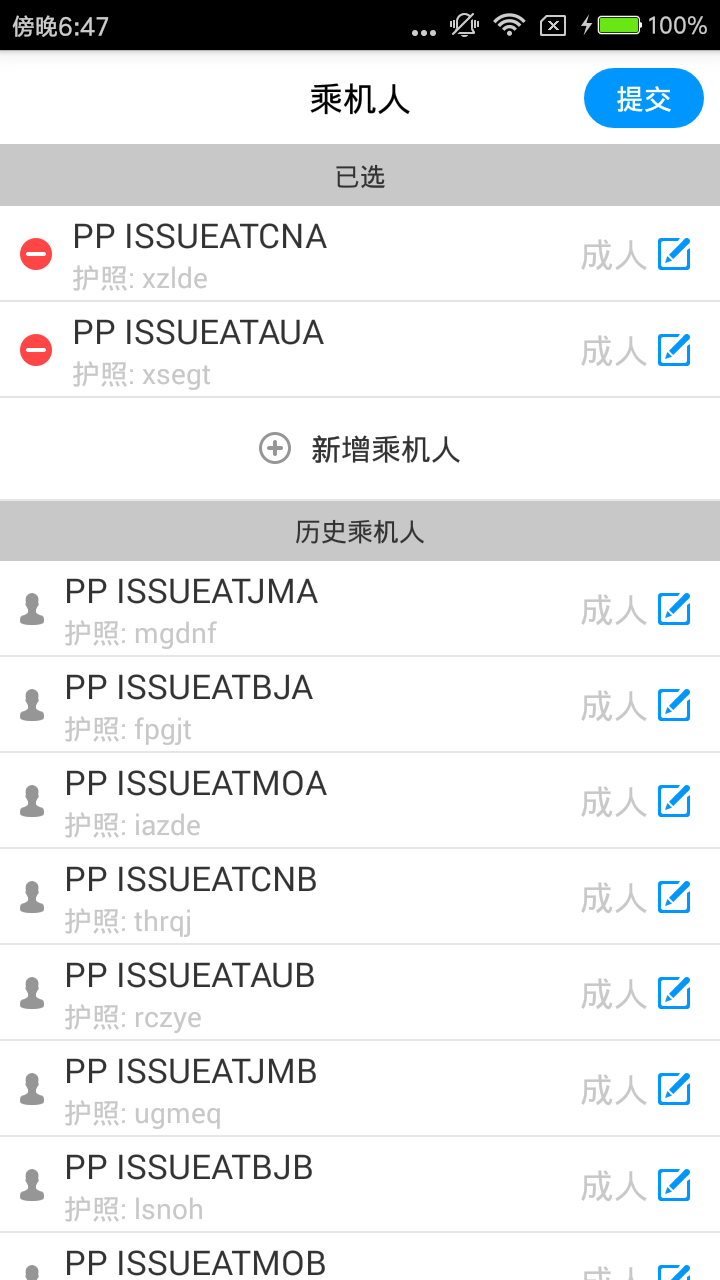 傍晚6:47
100%
乘机人
提交
已选
PP ISSUEATCNA
成人
护照: xzlde
PP ISSUEATAUA
成人
护照: xsegt
新增乘机人
历史乘机人
PP ISSUEATJMA
成人
护照: mgdnf
PP ISSUEATBJA
成人
护照: fpgjt
PP ISSUEATMOA
成人
护照: iazde
PP ISSUEATCNB
成人
护照: thrqj
PP ISSUEATAUB
成人
护照: rczye
PP ISSUEATJMB
成人
护照: ugmeq
PP ISSUEATBJB
成人
护照: lsnoh
PP ISSUEATMOB
成人